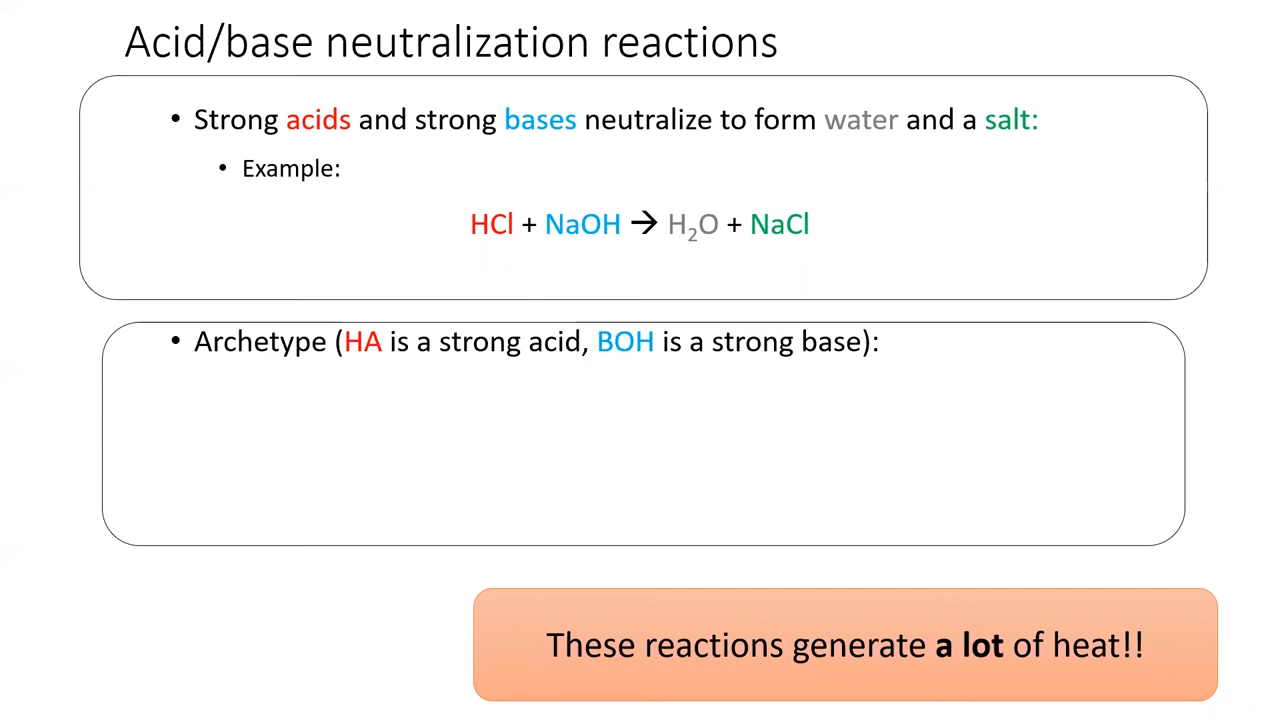 Acid/base neutralization reactions
• Strong acids and strong bases neutralize to form water and a salt:
• Example:
HCl + NaOH → H₂O + NaCl
• Archetype (HA is a strong acid, BOH is a strong base):
These reactions generate a lot of heat!!